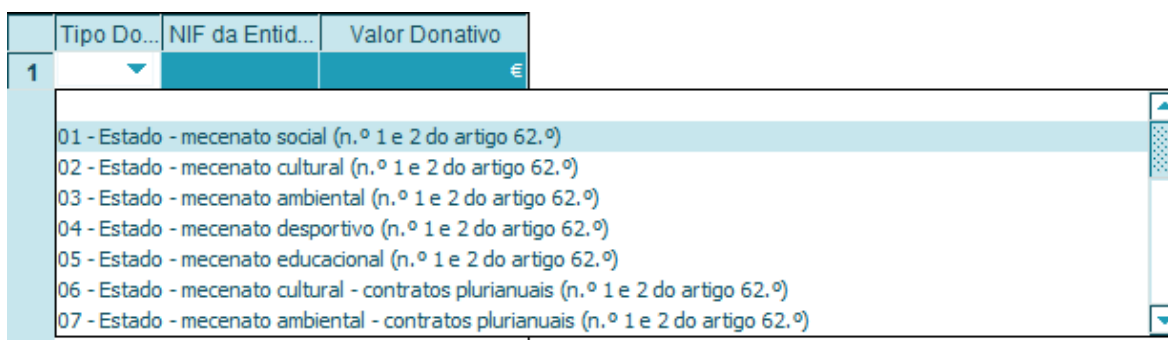 Tipo Do... NIF da Entid... Valor Donativo
1 €
01 - Estado - mecenato social (n.º 1 e 2 do artigo 62.º)
02 - Estado - mecenato cultural (n.º 1 e 2 do artigo 62.º)
03 - Estado - mecenato ambiental (n.º 1 e 2 do artigo 62.º)
04 - Estado - mecenato desportivo (n.º 1 e 2 do artigo 62.º)
05 - Estado - mecenato educacional (n.º 1 e 2 do artigo 62.º)
06 - Estado - mecenato cultural - contratos plurianuais (n.º 1 e 2 do artigo 62.º)
07 - Estado - mecenato ambiental - contratos plurianuais (n.º 1 e 2 do artigo 62.º)